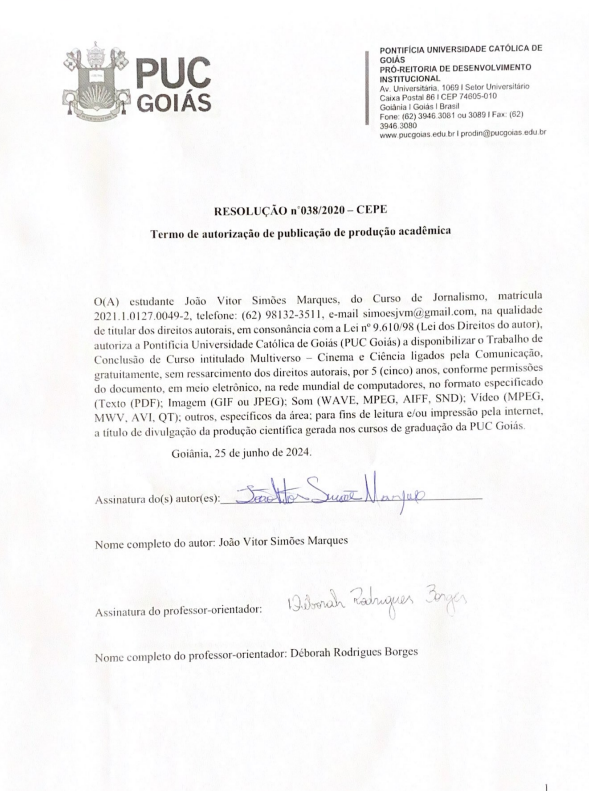 PUC
GOIÁS
PONTIFÍCIA UNIVERSIDADE CATÓLICA DE
GOIÁS
PRÓ-REITORIA DE DESENVOLVIMENTO
INSTITUCIONAL
Av. Universitária, 1069 I Setor Universitário
Caixa Postal 86 I CEP 74605-010
Goiânia I Goiás I Brasil
Fone: (62) 3946.3081 ou 3089 I Fax: (62)
3946.3080
www.pucgoias.edu.br I prodin@pucgoias.edu.br
RESOLUÇÃO n°038/2020 – CEPE
Termo de autorização de publicação de produção acadêmica
O(A) estudante João Vitor Simões Marques, do Curso de Jornalismo, matrícula
2021.1.0127.0049-2, telefone: (62) 98132-3511, e-mail simoesjvm@gmail.com, na qualidade
de titular dos direitos autorais, em consonância com a Lei nº 9.610/98 (Lei dos Direitos do autor),
autoriza a Pontifícia Universidade Católica de Goiás (PUC Goiás) a disponibilizar o Trabalho de
Conclusão de Curso intitulado Multiverso – Cinema e Ciência ligados pela Comunicação,
gratuitamente, sem ressarcimento dos direitos autorais, por 5 (cinco) anos, conforme permissões
do documento, em meio eletrônico, na rede mundial de computadores, no formato especificado
(Texto (PDF); Imagem (GIF ou JPEG); Som (WAVE, MPEG, AIFF, SND); Vídeo (MPEG,
MWV, AVI, QT); outros, específicos da área; para fins de leitura e/ou impressão pela internet,
a título de divulgação da produção científica gerada nos cursos de graduação da PUC Goiás.
Goiânia, 25 de junho de 2024.
Assinatura do(s) autor(es): João Vitor Simões Marques
Nome completo do autor: João Vitor Simões Marques
Assinatura do professor-orientador: Déborah Rodrigues Borges
Nome completo do professor-orientador: Déborah Rodrigues Borges
1